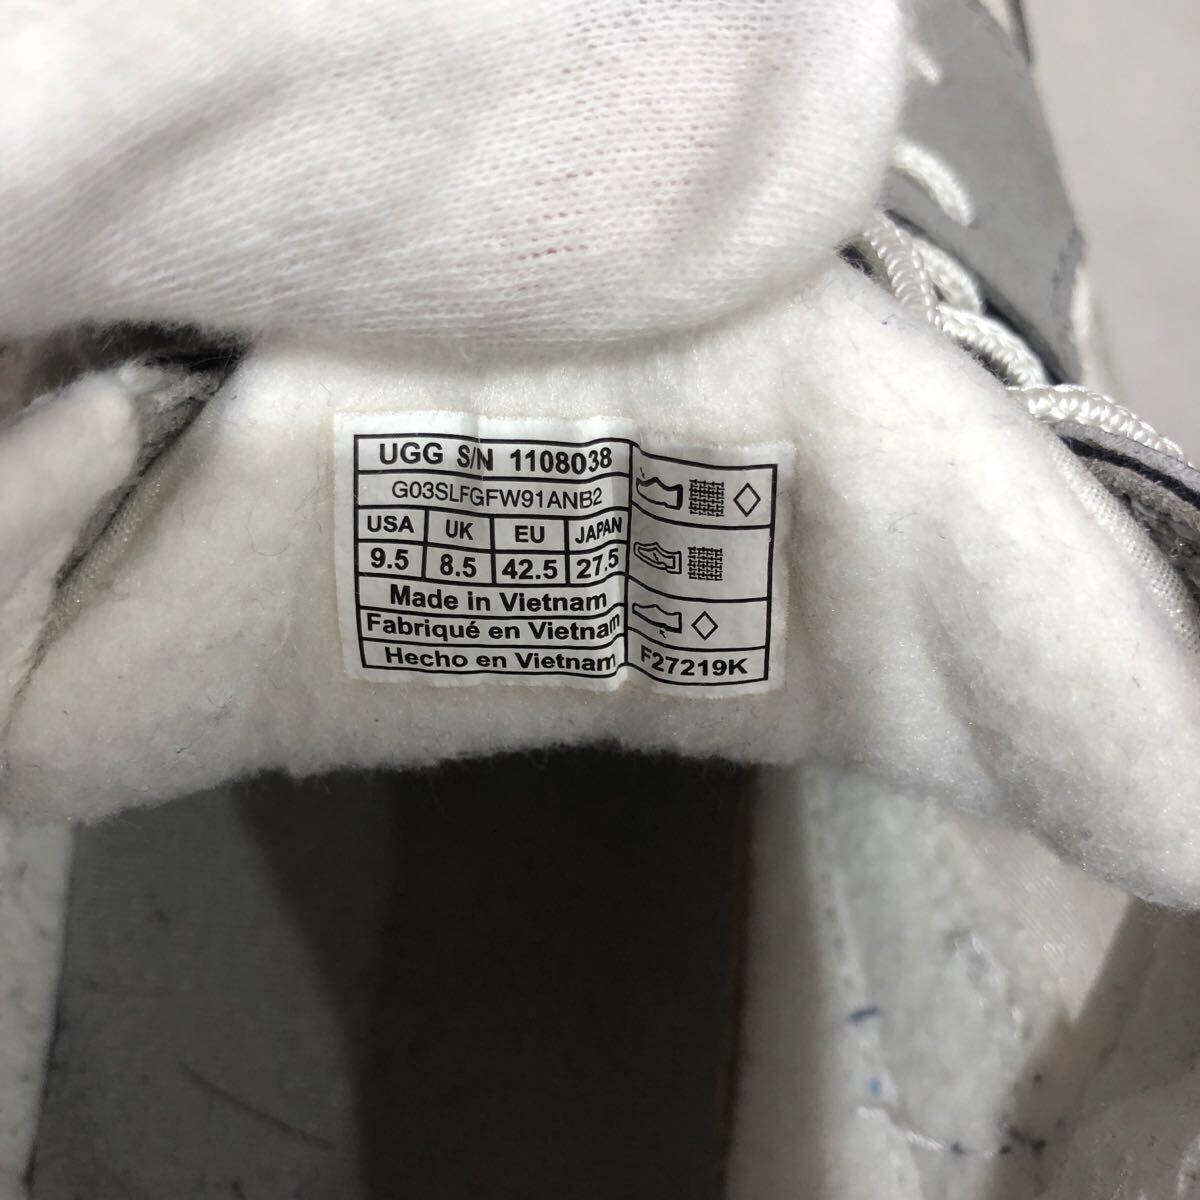 UGG S/N 1108038
G03SLFGFW91ANB2
USA UK EU JAPAN
9.5 8.5 42.5 27.5
Made in Vietnam
Fabriqué en Vietnam
Hecho en Vietnam
F27219K